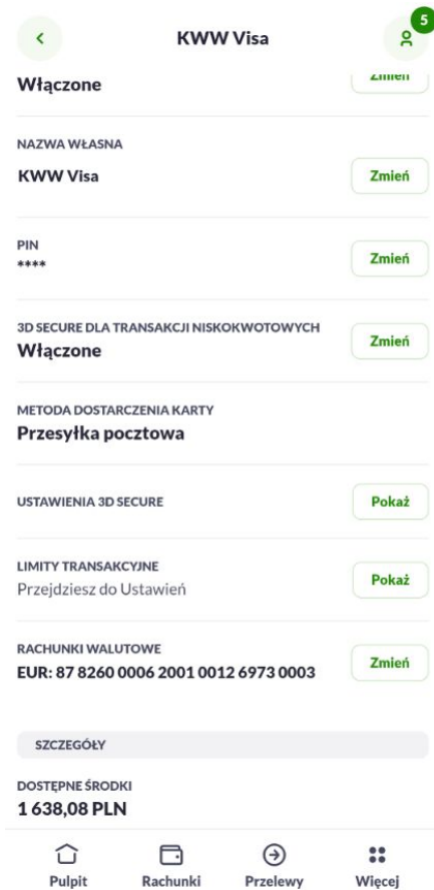 5
KWW Visa
Włączone
Zmień
NAZWA WŁASNA
KWW Visa
Zmień
PIN
****
Zmień
3D SECURE DLA TRANSAKCJI NISKOKWOTOWYCH
Włączone
Zmień
METODA DOSTARCZENIA KARTY
Przesyłka pocztowa
USTAWIENIA 3D SECURE
Pokaż
LIMITY TRANSAKCYJNE
Przejdziesz do Ustawień
Pokaż
RACHUNKI WALUTOWE
EUR: 87 8260 0006 2001 0012 6973 0003
Zmień
SZCZEGÓŁY
DOSTĘPNE ŚRODKI
1 638,08 PLN
Pulpit
Rachunki
Przelewy
Więcej